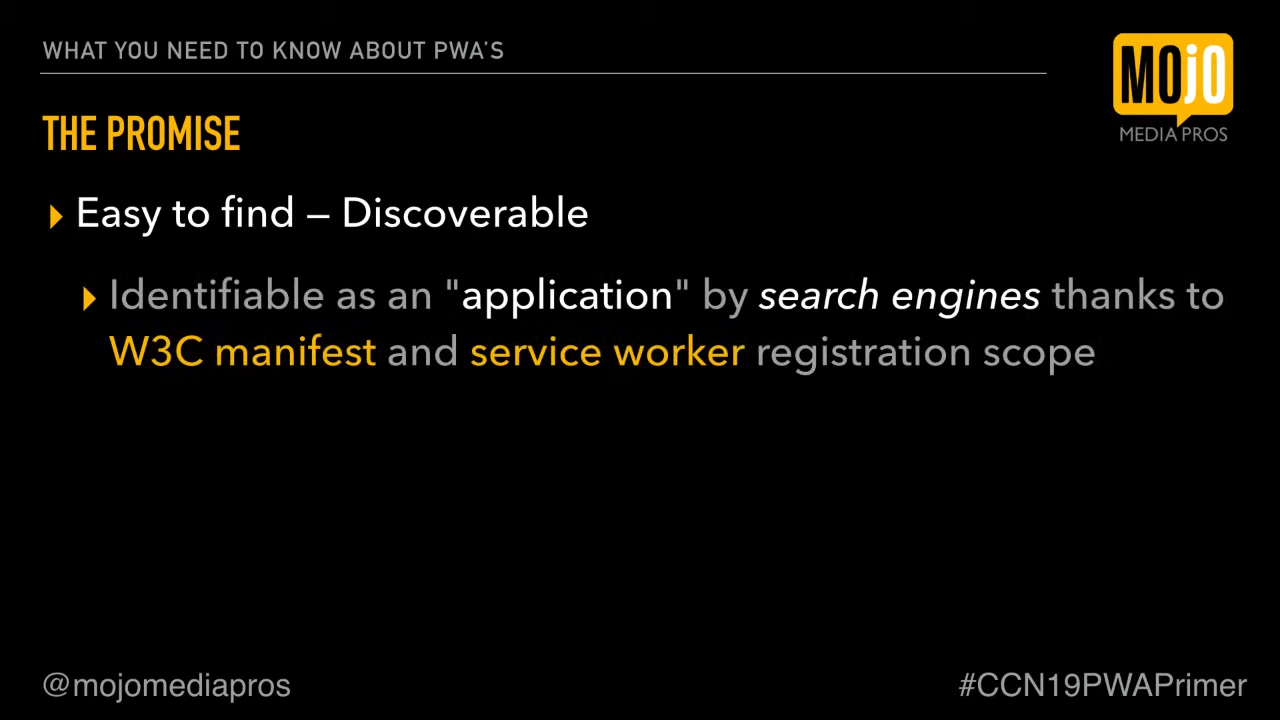 WHAT YOU NEED TO KNOW ABOUT PWA'S
MOjO
MEDIA PROS
THE PROMISE
Easy to find – Discoverable
Identifiable as an "application" by search engines thanks to
W3C manifest and service worker registration scope
@mojomediapros
#CCN19PWAPrimer